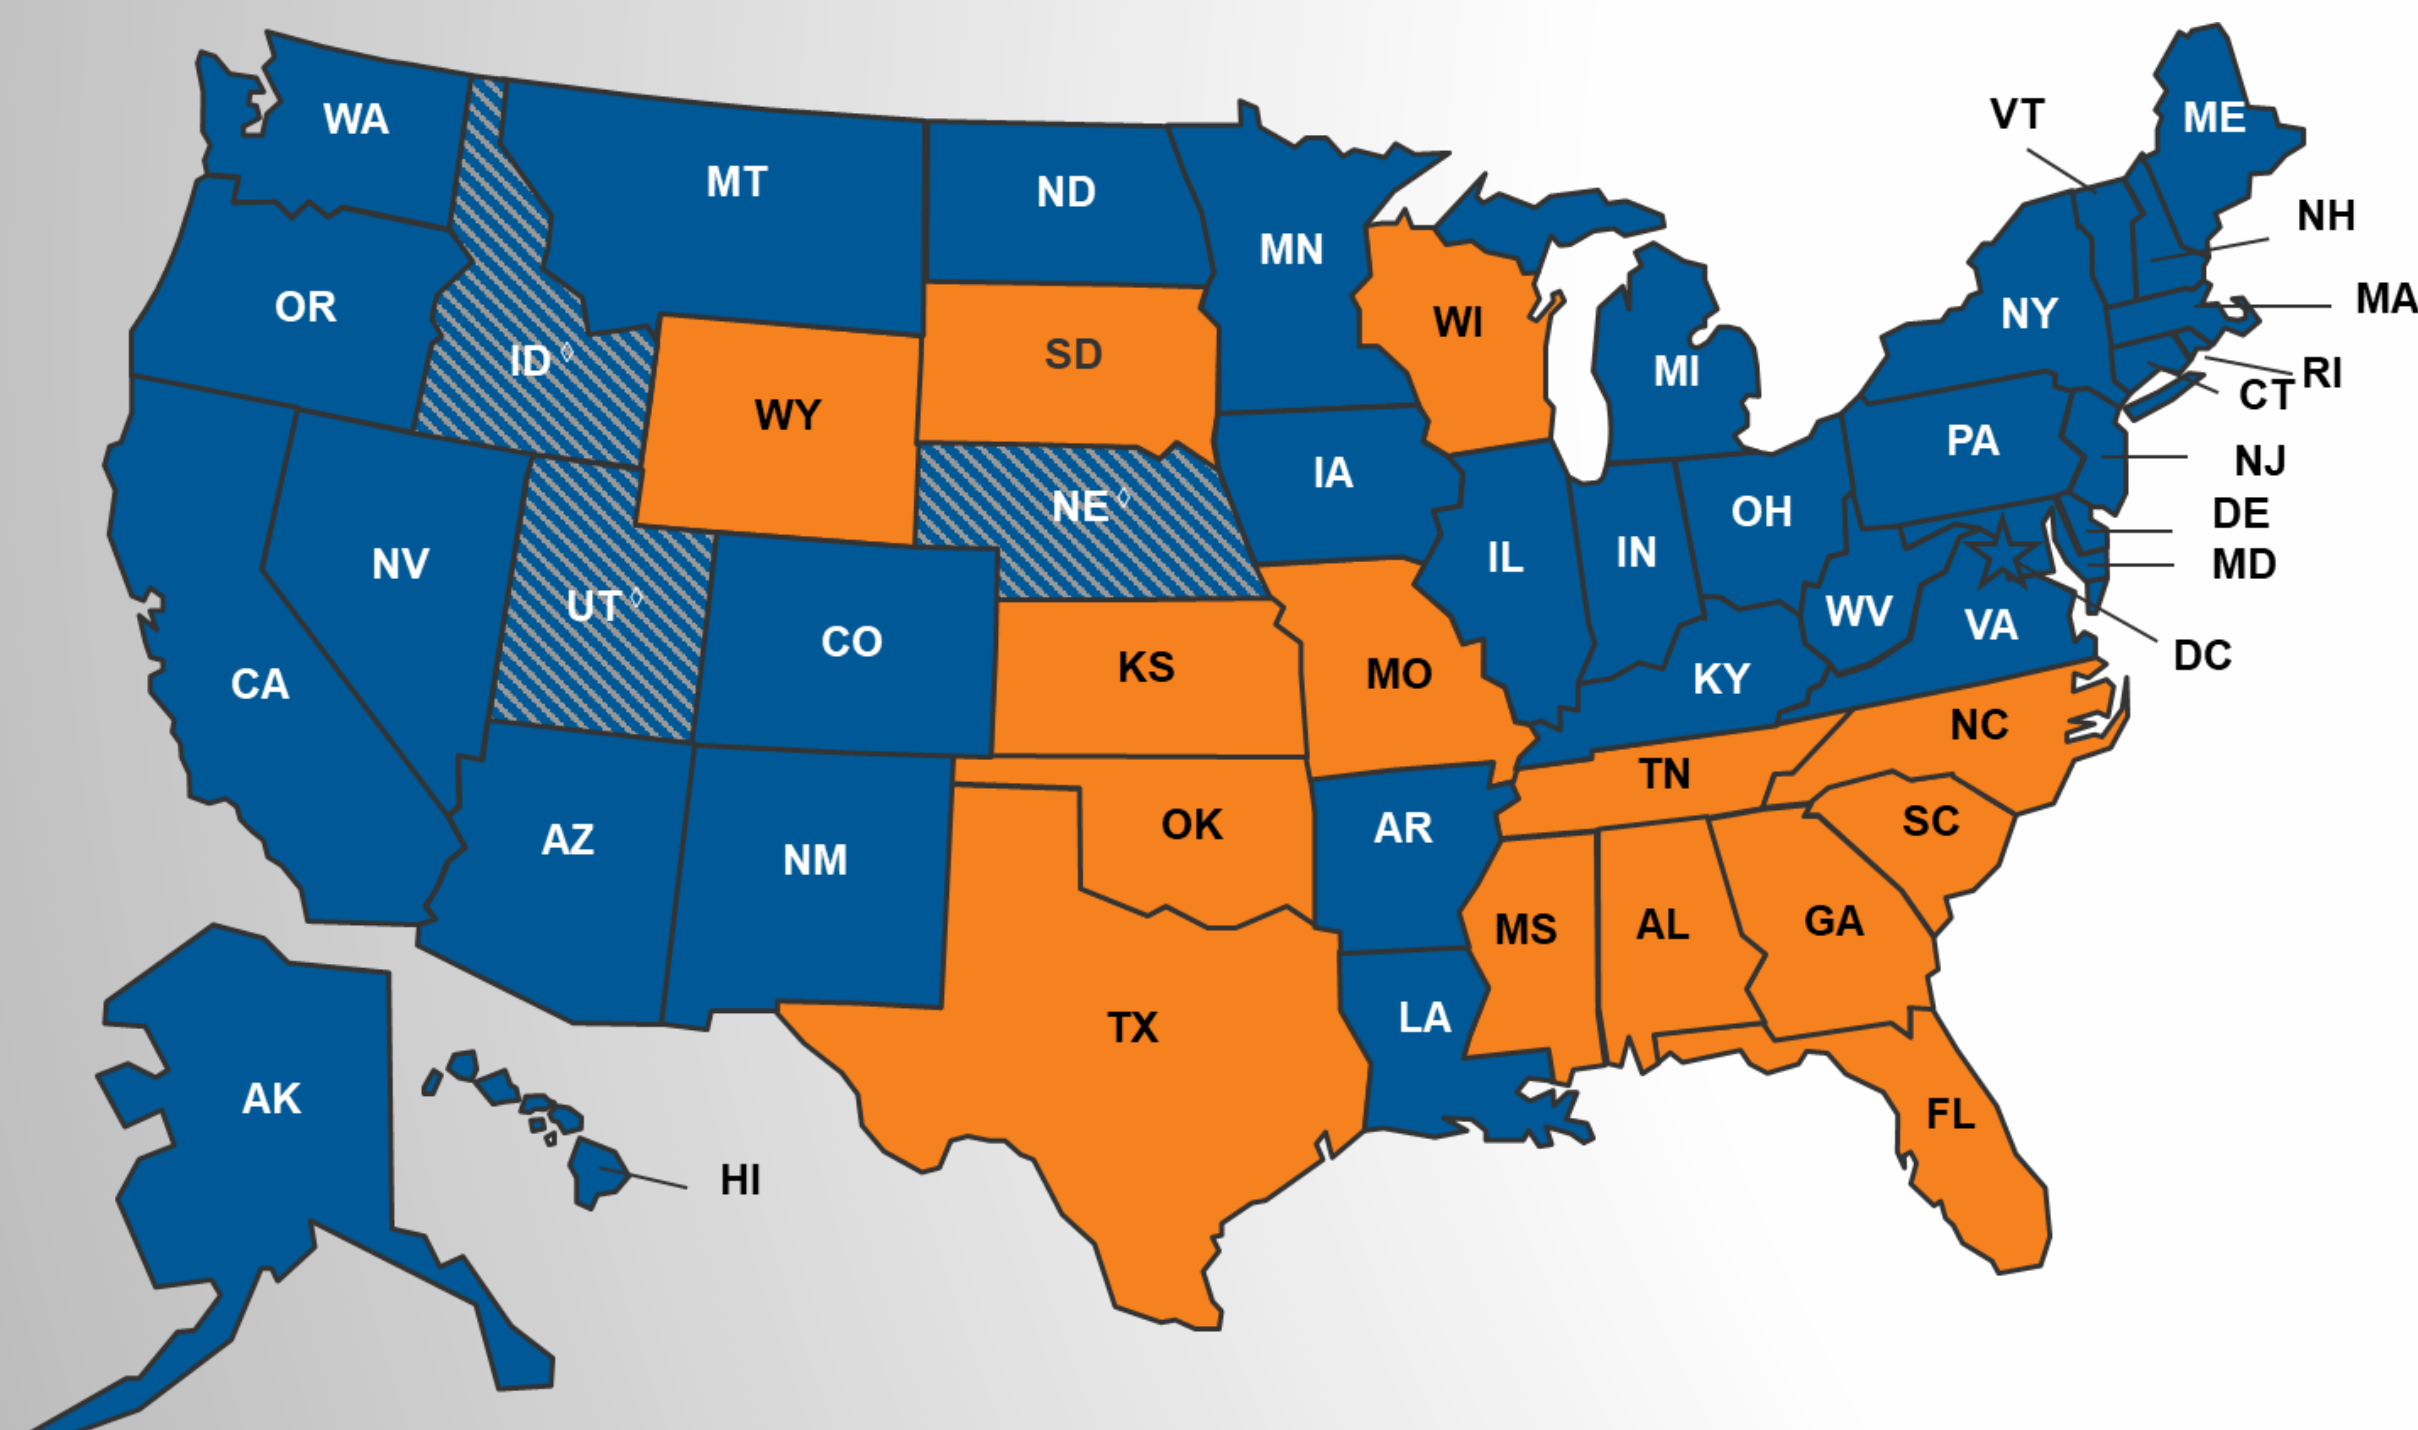 ME
VT
WA
MT
ND
NH
MN
MA
OR
NY
WI
SD
ID ◊
MI
RI
CT
WY
PA
NJ
IA
NE ◊
OH
DE
NV
IL
IN
MD
UT ◊
WV
VA
CO
DC
KS
MO
KY
CA
NC
TN
SC
OK
AR
AZ
NM
GA
AL
MS
LA
TX
AK
FL
HI